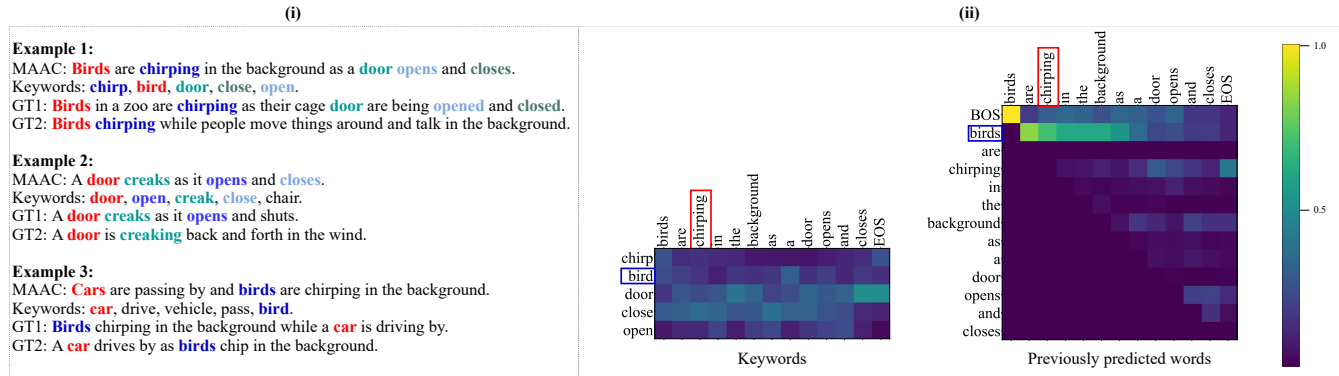 (i)
Example 1:
MAAC: Birds are chirping in the background as a door opens and closes.
Keywords: chirp, bird, door, close, open.
GT1: Birds in a zoo are chirping as their cage door are being opened and closed.
GT2: Birds chirping while people move things around and talk in the background.
Example 2:
MAAC: A door creaks as it opens and closes.
Keywords: door, open, creak, close, chair.
GT1: A door creaks as it opens and shuts.
GT2: A door is creaking back and forth in the wind.
Example 3:
MAAC: Cars are passing by and birds are chirping in the background.
Keywords: car, drive, vehicle, pass, bird.
GT1: Birds chirping in the background while a car is driving by.
GT2: A car drives by as birds chip in the background.
(ii)
birds
are
chirping
in
the
background
as
a
door
opens
and
closes
EOS
chirp
bird
door
close
open
Keywords
birds
are
chirping
in
the
background
as
a
door
opens
and
closes
EOS
BOS
birds
are
chirping
in
the
background
as
a
door
opens
and
closes
Previously predicted words
1.0
0.5